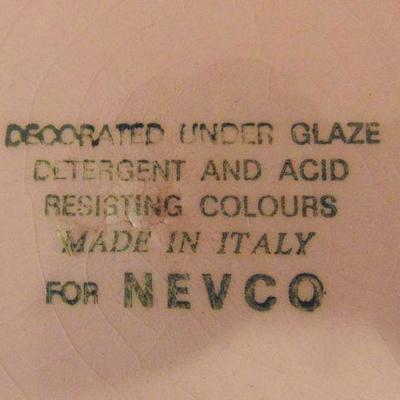 DECORATED UNDER GLAZE
DETERGENT AND ACID
RESISTING COLOURS
MADE IN ITALY
FOR NEVCO